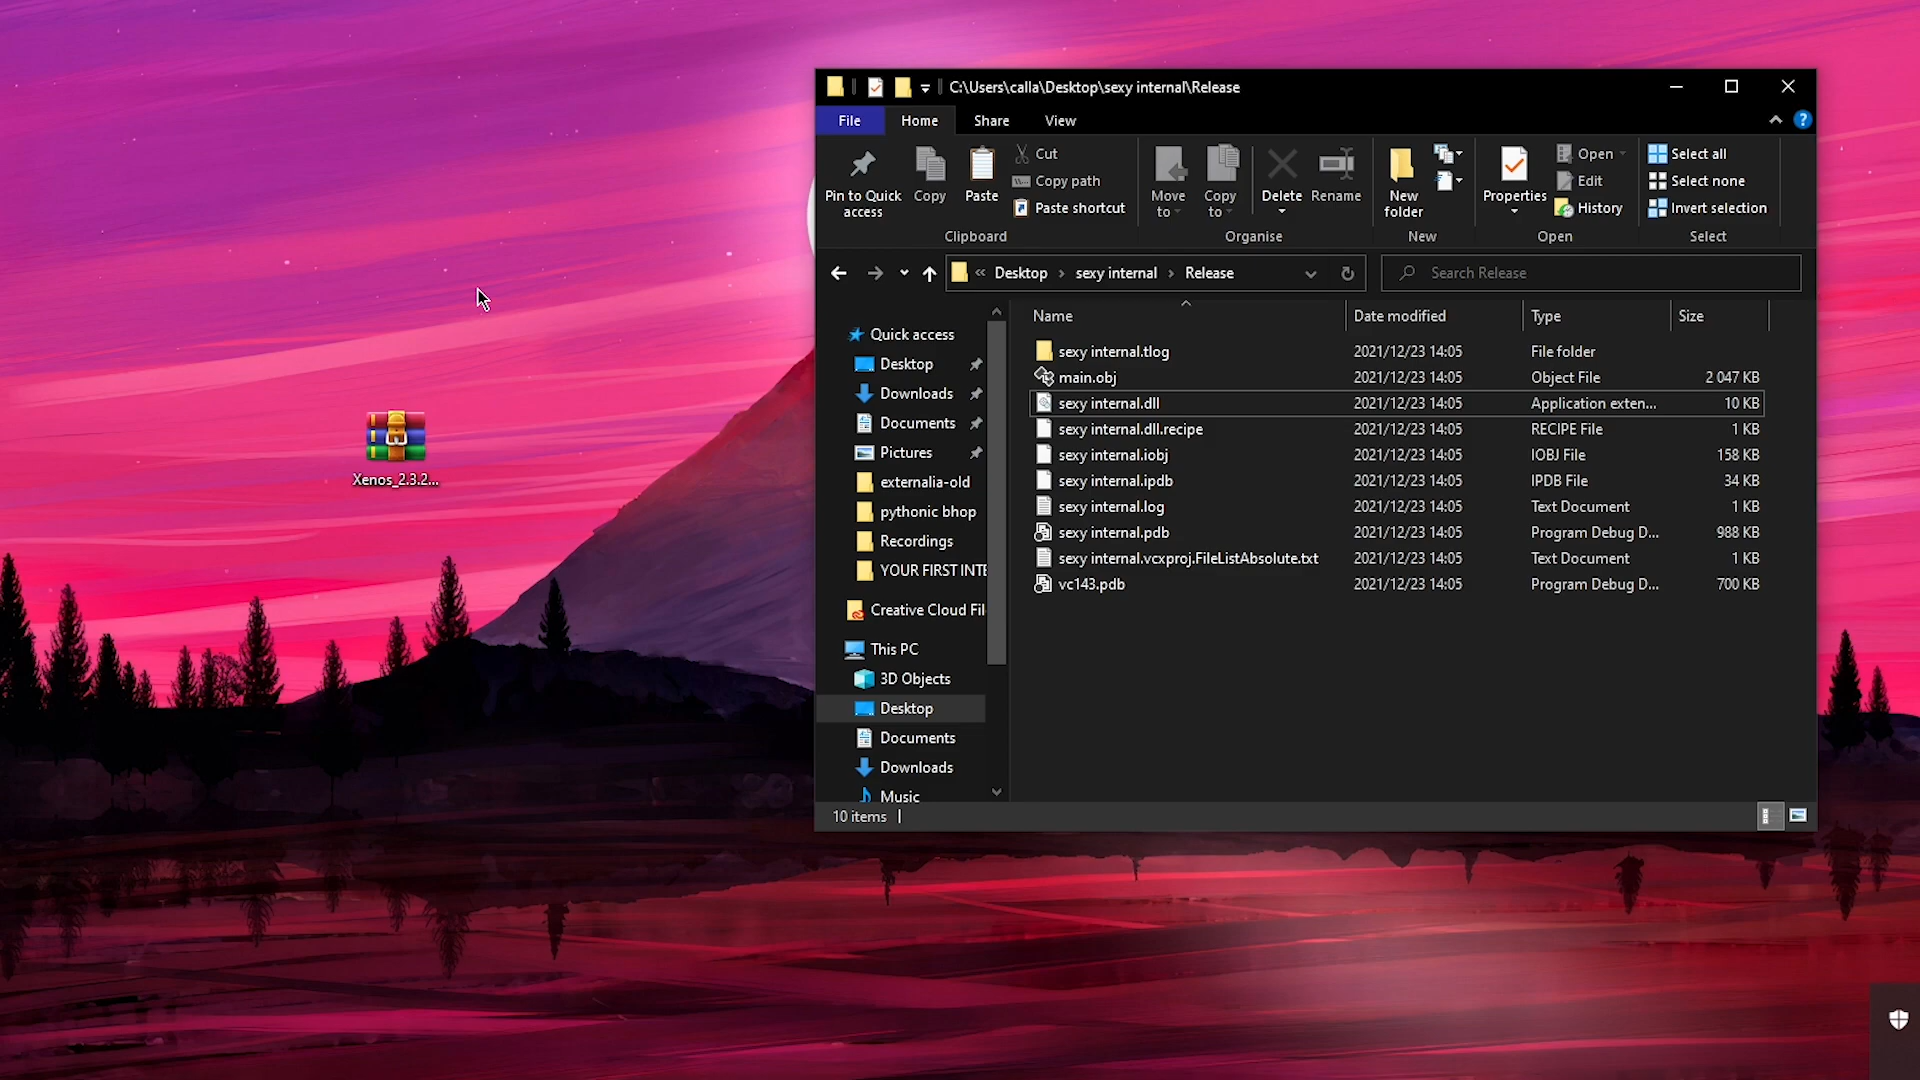 C:\Users\calla\Desktop\sexy internal\Release
File Home Share View
Pin to Quick access
Copy
Paste
Cut
Copy path
Paste shortcut
Clipboard
Move to
Copy to
Delete
Rename
Organise
New folder
New
Properties
Open
Edit
History
Open
Select all
Select none
Invert selection
Select
« Desktop › sexy internal › Release
Search Release
Quick access
Desktop
Downloads
Documents
Pictures
externalia-old
pythonic bhop
Recordings
YOUR FIRST INTE
Creative Cloud Fil
This PC
3D Objects
Desktop
Documents
Downloads
Music
Name Date modified Type Size
sexy internal.tlog 2021/12/23 14:05 File folder
main.obj 2021/12/23 14:05 Object File 2 047 KB
sexy internal.dll 2021/12/23 14:05 Application exten... 10 KB
sexy internal.dll.recipe 2021/12/23 14:05 RECIPE File 1 KB
sexy internal.iobj 2021/12/23 14:05 IOBJ File 158 KB
sexy internal.ipdb 2021/12/23 14:05 IPDB File 34 KB
sexy internal.log 2021/12/23 14:05 Text Document 1 KB
sexy internal.pdb 2021/12/23 14:05 Program Debug D... 988 KB
sexy internal.vcxproj.FileListAbsolute.txt 2021/12/23 14:05 Text Document 1 KB
vc143.pdb 2021/12/23 14:05 Program Debug D... 700 KB
10 items
Xenos_2.3.2...